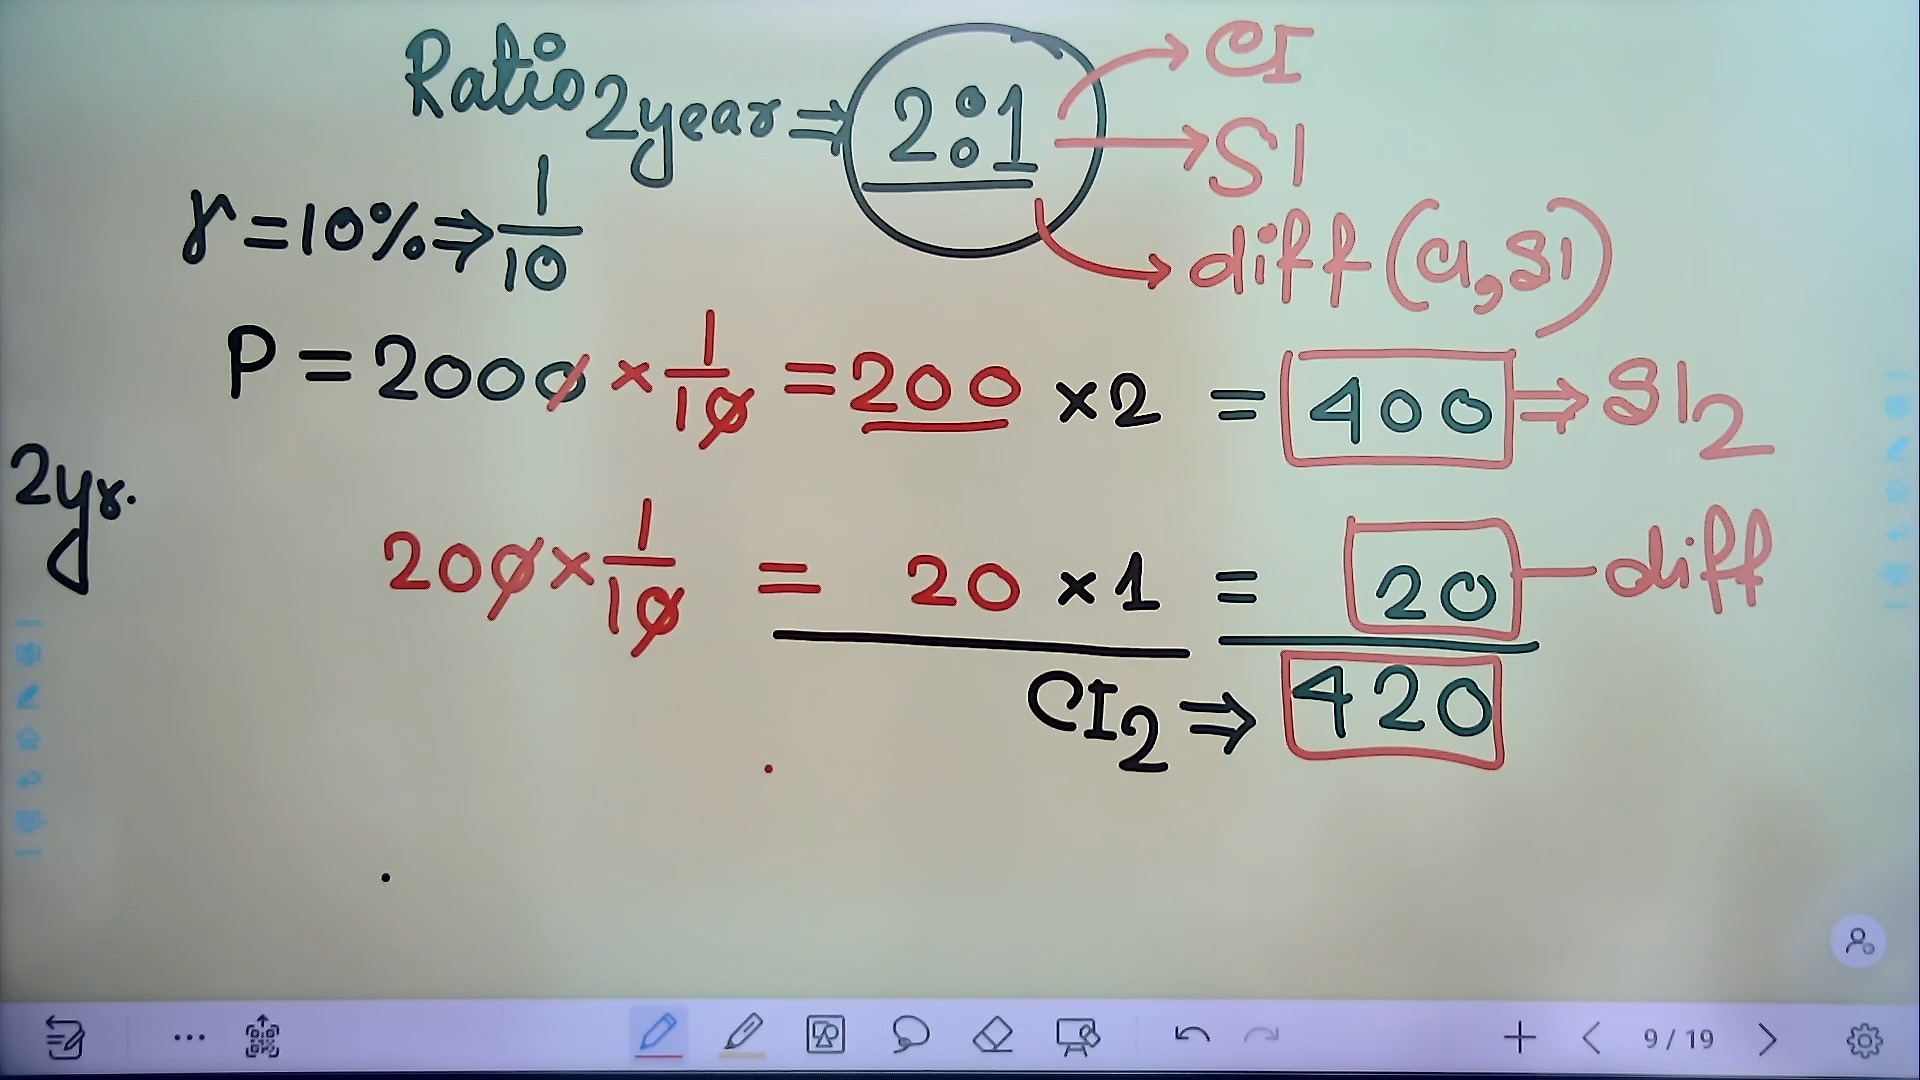 Ratio 2year ⇒ 2:1 → CI
→ SI
→ diff (CI, SI)
r = 10% ⇒ 1/10
P = 2000 × 1/10 = 200 × 2 = 400 ⇒ SI2
2yr.
200 × 1/10 = 20 × 1 = 20 — diff
CI2 ⇒ 420
9 / 19